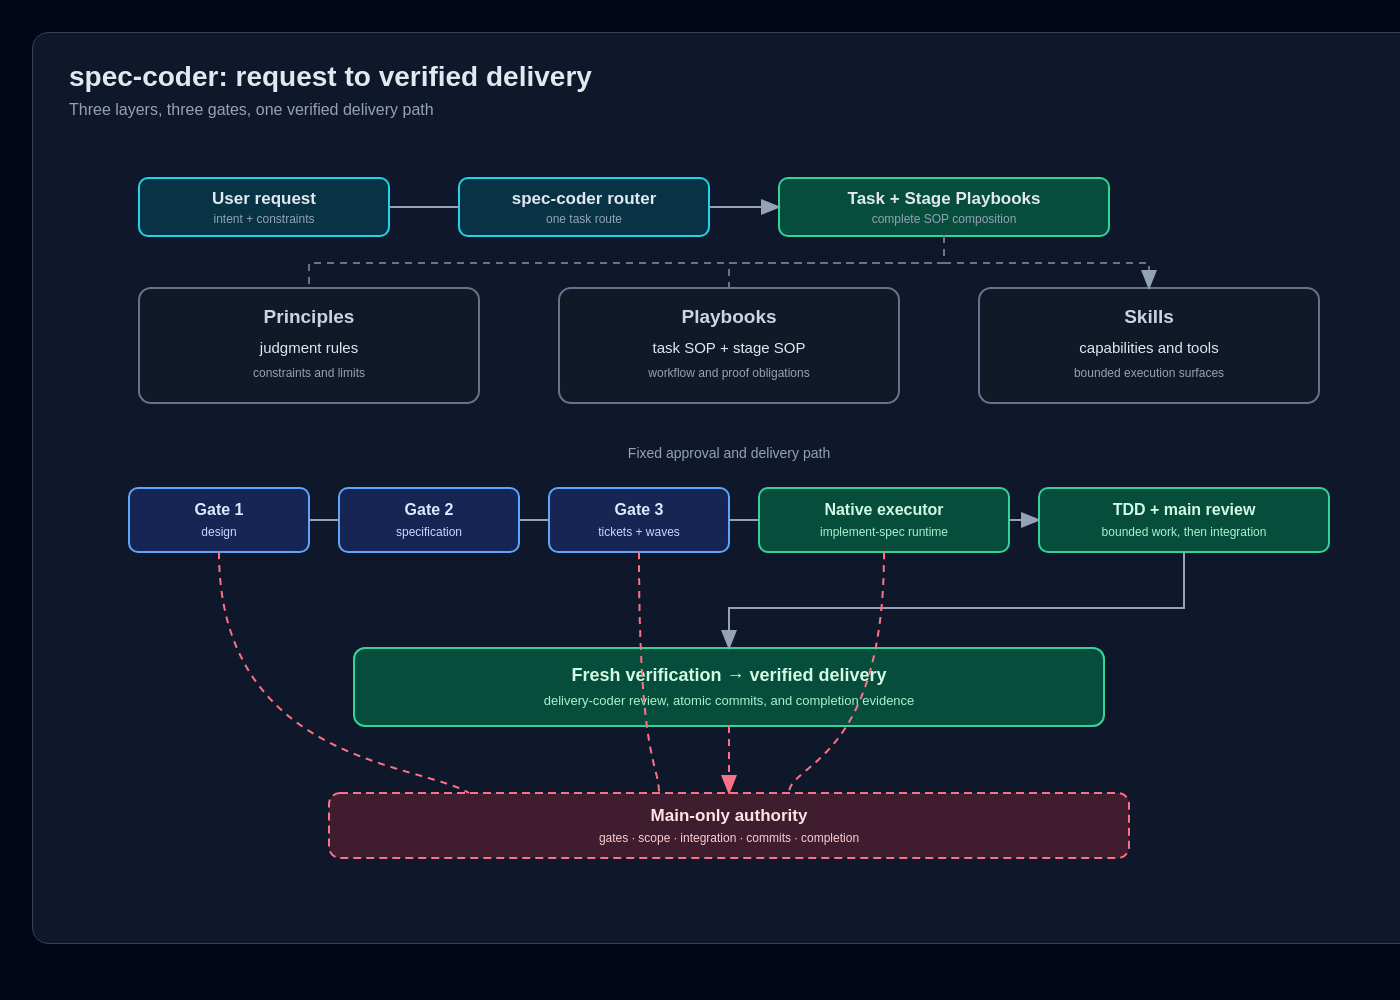 spec-coder: request to verified delivery
Three layers, three gates, one verified delivery path
User request
intent + constraints
spec-coder router
one task route
Task + Stage Playbooks
complete SOP composition
Principles
judgment rules
constraints and limits
Playbooks
task SOP + stage SOP
workflow and proof obligations
Skills
capabilities and tools
bounded execution surfaces
Fixed approval and delivery path
Gate 1
design
Gate 2
specification
Gate 3
tickets + waves
Native executor
implement-spec runtime
TDD + main review
bounded work, then integration
Fresh verification → verified delivery
delivery-coder review, atomic commits, and completion evidence
Main-only authority
gates · scope · integration · commits · completion